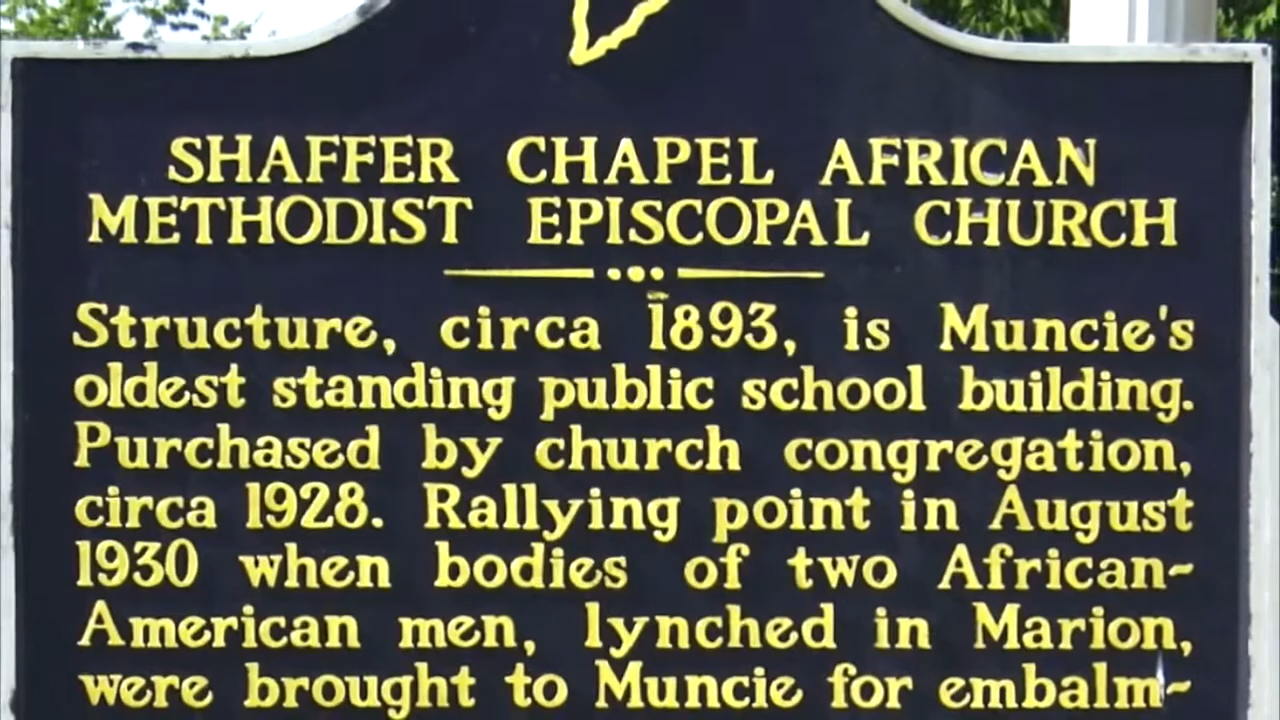 SHAFFER CHAPEL AFRICAN
METHODIST EPISCOPAL CHURCH
Structure, circa 1893, is Muncie's
oldest standing public school building.
Purchased by church congregation,
circa 1928. Rallying point in August
1930 when bodies of two African-
American men, lynched in Marion,
were brought to Muncie for embalm-